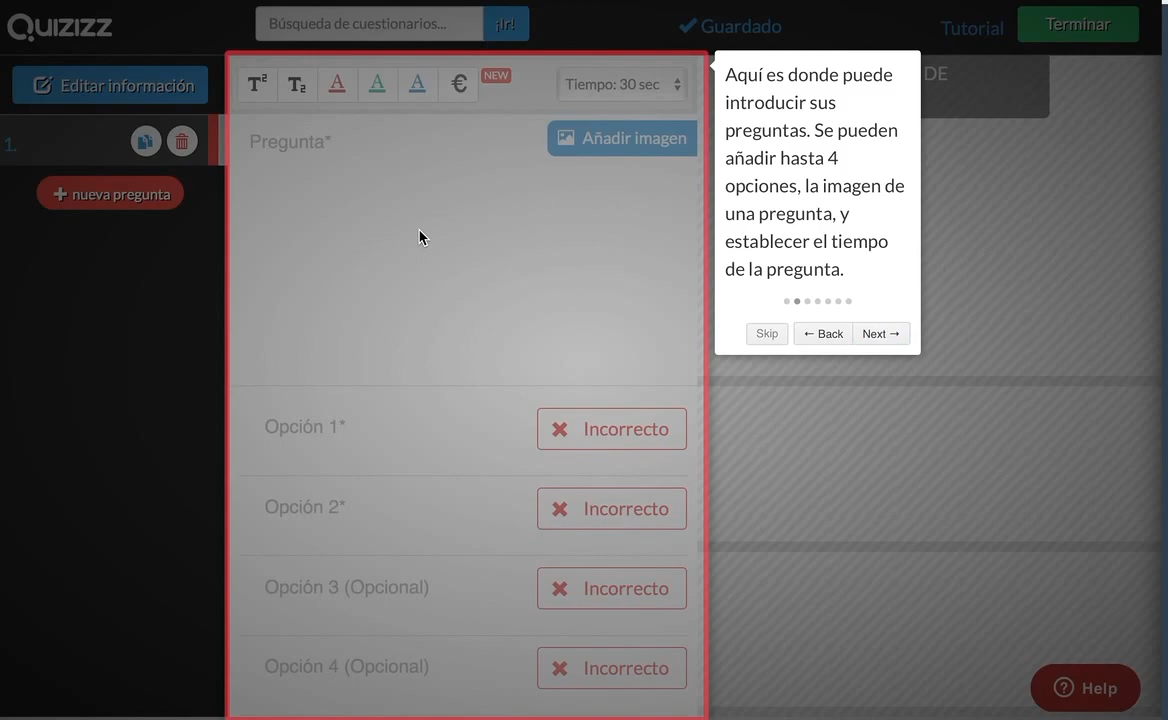 Quizizz
Búsqueda de cuestionarios...
¡Ir!
Guardado
Tutorial
Terminar
Editar información
T²
T₂
A
A
A
€
NEW
Tiempo: 30 sec
1.
nueva pregunta
Pregunta*
Añadir imagen
Opción 1*
Incorrecto
Opción 2*
Incorrecto
Opción 3 (Opcional)
Incorrecto
Opción 4 (Opcional)
Incorrecto
DE
Aquí es donde puede
introducir sus
preguntas. Se pueden
añadir hasta 4
opciones, la imagen de
una pregunta, y
establecer el tiempo
de la pregunta.
Skip
← Back
Next →
Help